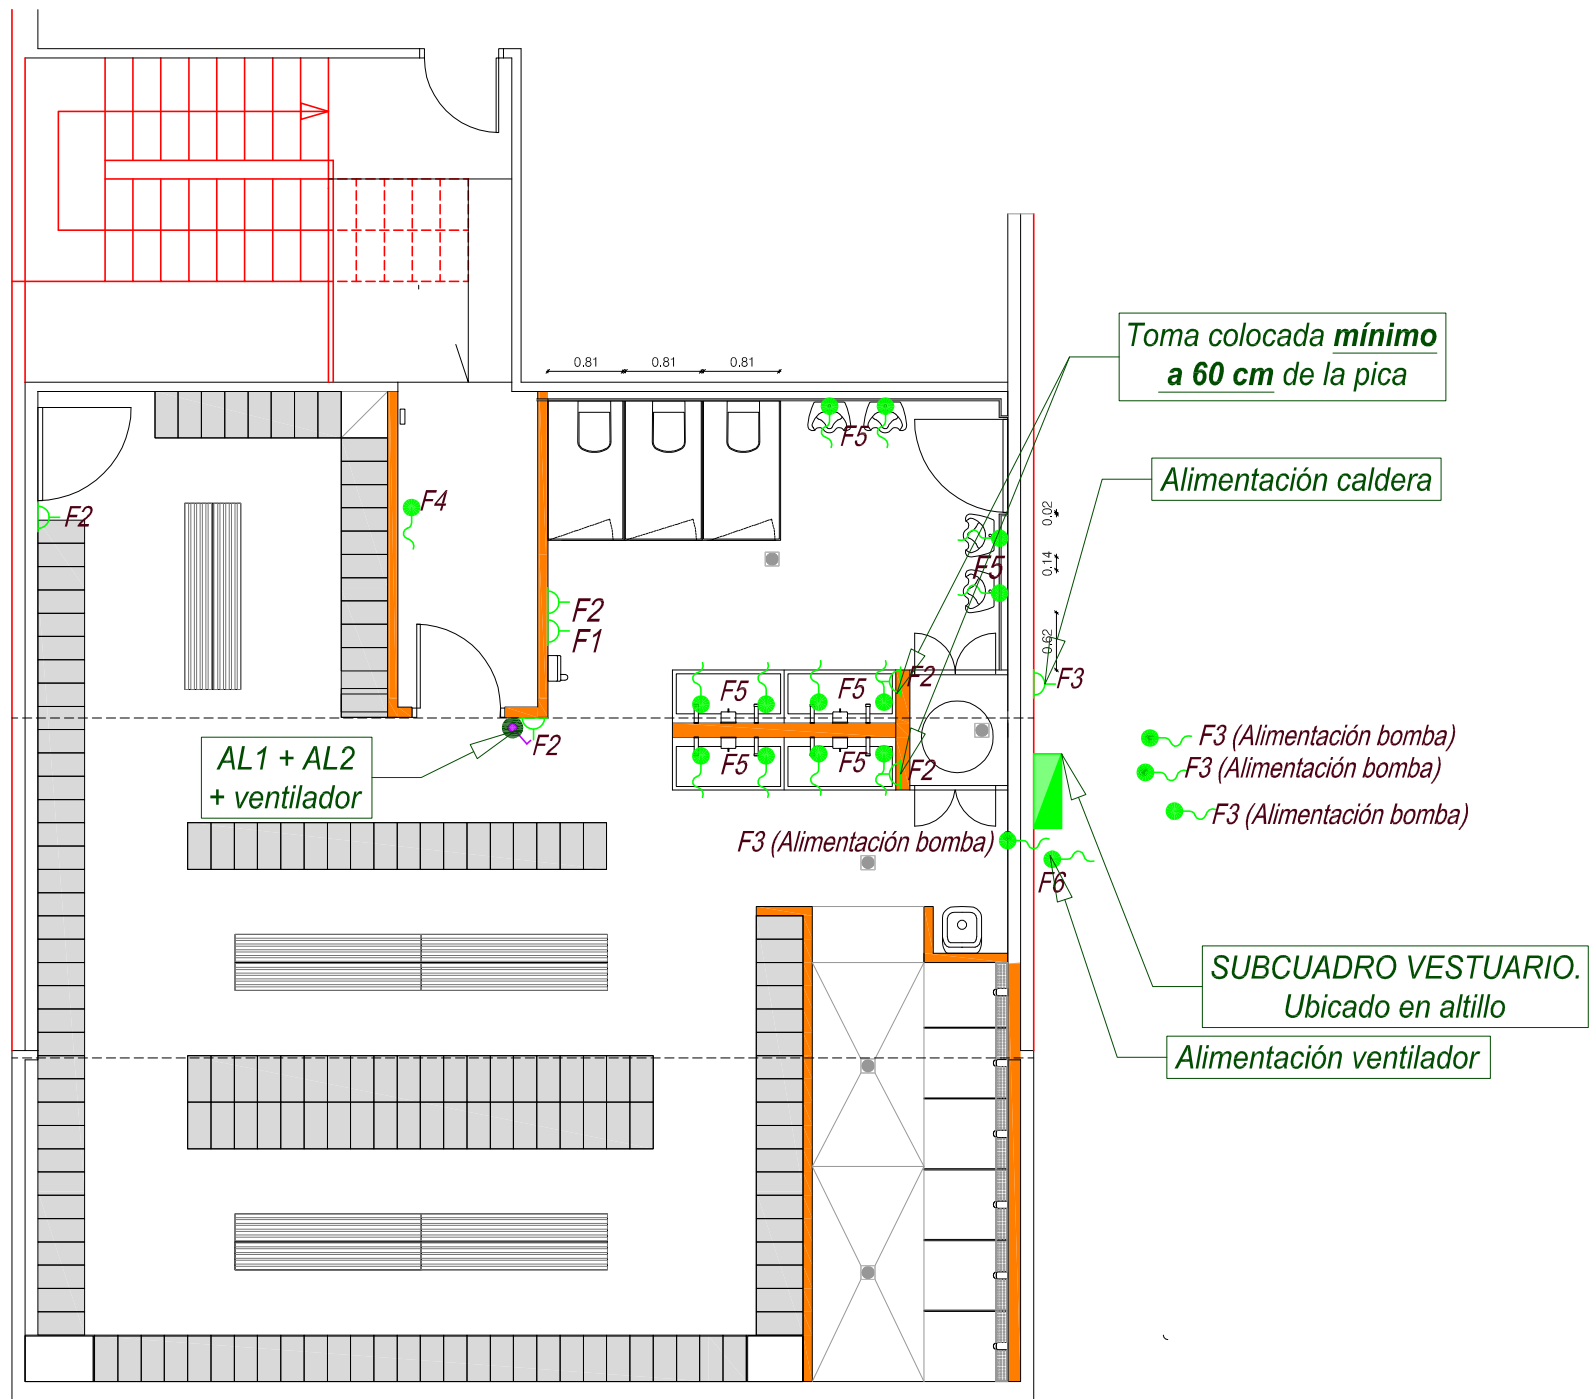 0.81
0.81
0.81
Toma colocada mínimo
a 60 cm de la pica
F5
Alimentación caldera
F4
F2
0.02
0.14
F5
F2
F1
0.62
F5
F5
F2
F3
F2
AL1 + AL2
+ ventilador
F5
F5
F2
F3 (Alimentación bomba)
F3 (Alimentación bomba)
F3 (Alimentación bomba)
F3 (Alimentación bomba)
F6
SUBCUADRO VESTUARIO.
Ubicado en altillo
Alimentación ventilador